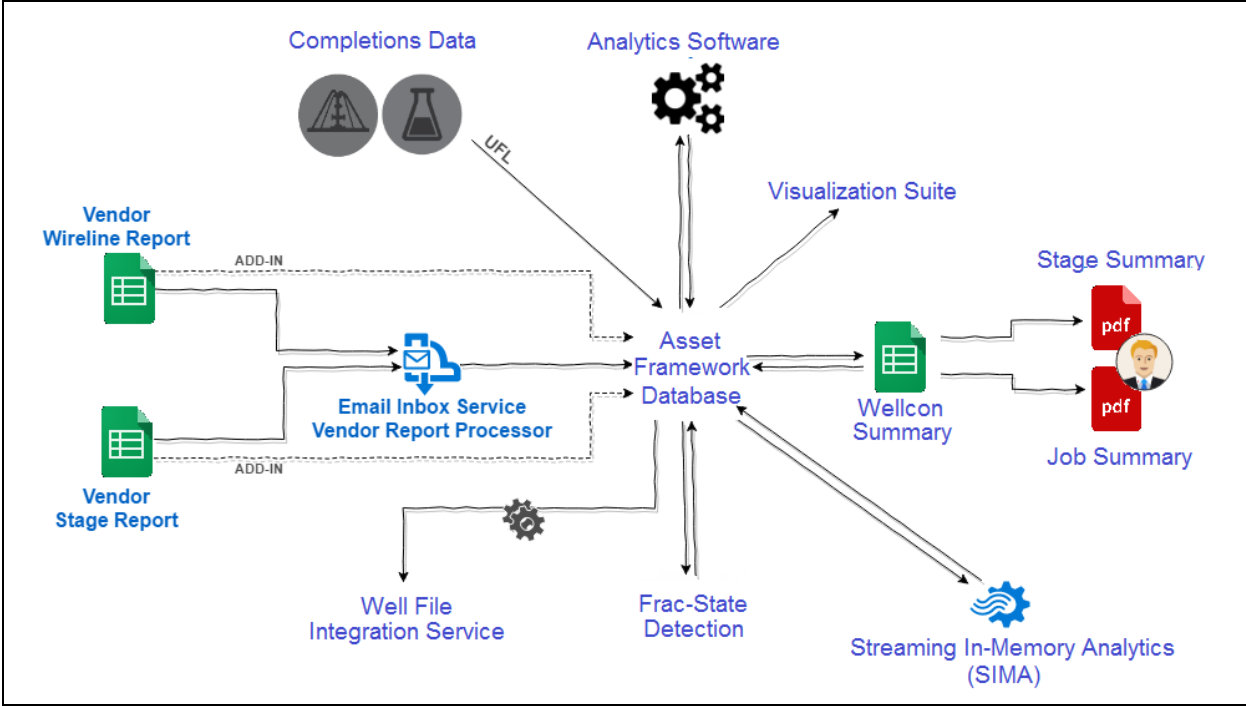 Completions Data
Analytics Software
UFL
Visualization Suite
Vendor
Wireline Report
ADD-IN
Stage Summary
pdf
Asset
Framework
Database
Email Inbox Service
Vendor Report Processor
Wellcon
Summary
pdf
Job Summary
ADD-IN
Vendor
Stage Report
Well File
Integration Service
Frac-State
Detection
Streaming In-Memory Analytics
(SIMA)